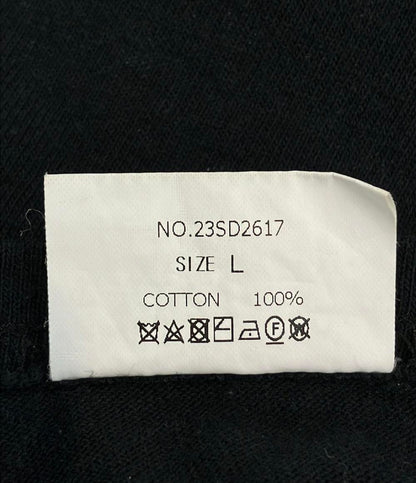 NO.23SD2617
SIZE L
COTTON 100%
F W